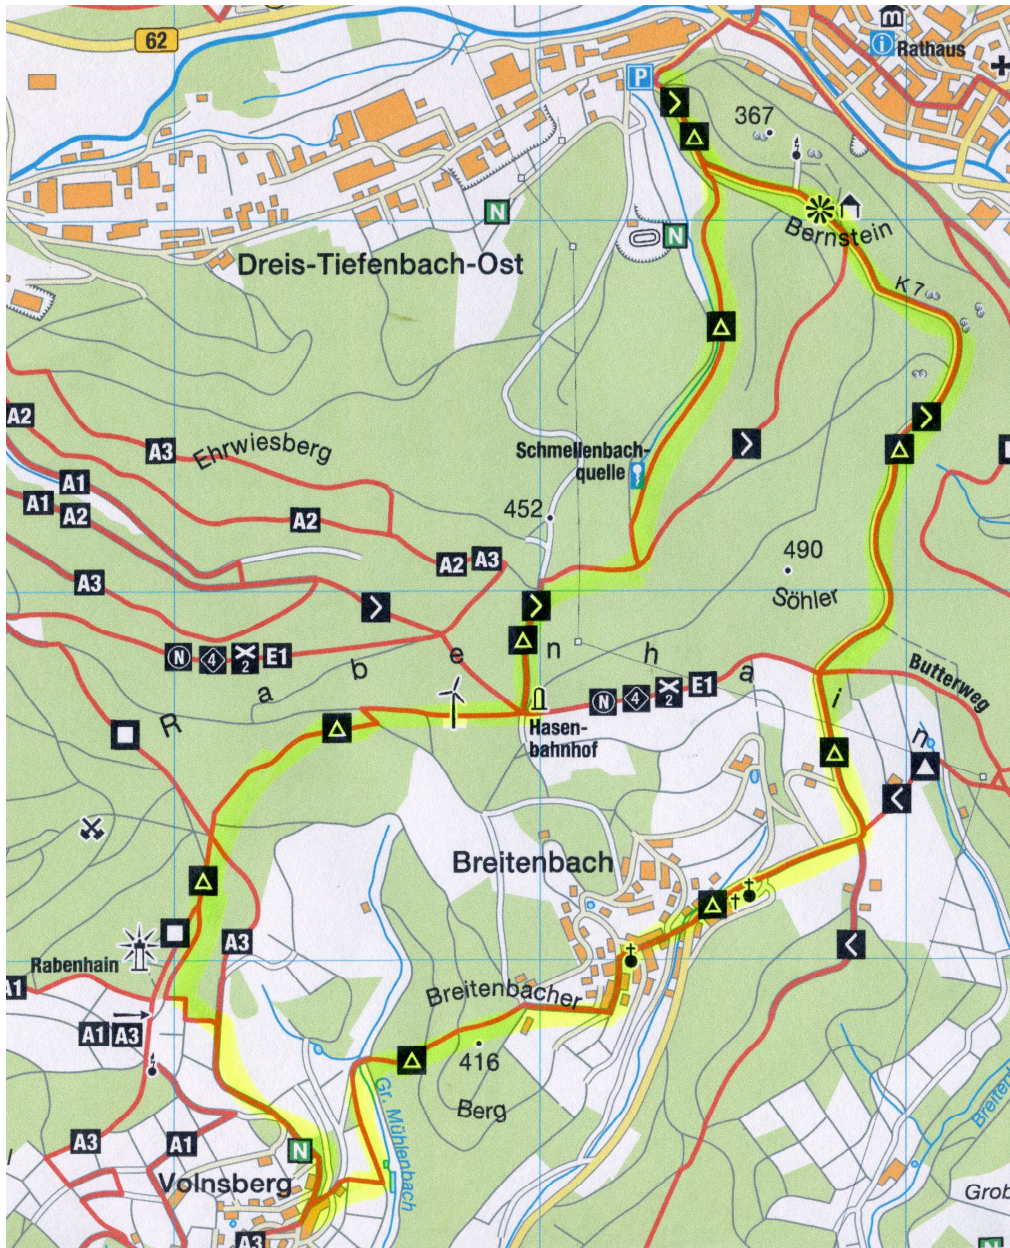 62
Rathaus
P
i
367
N
Bernstein
N
Dreis-Tiefenbach-Ost
K 7
A2
A3
Ehrwiesberg
A1
A1
A2
A2
Schmellenbach-
quelle
452
A2
A3
490
A3
Söhler
N
4
2
E1
R a b e n h a i n
Butterweg
N
4
2
E1
Hasen-
bahnhof
Breitenbach
A3
Rabenhain
A1
A1
A3
Breitenbacher
416
Berg
Gr. Mühlenbach
A3
A1
N
Volnsberg
A3
N